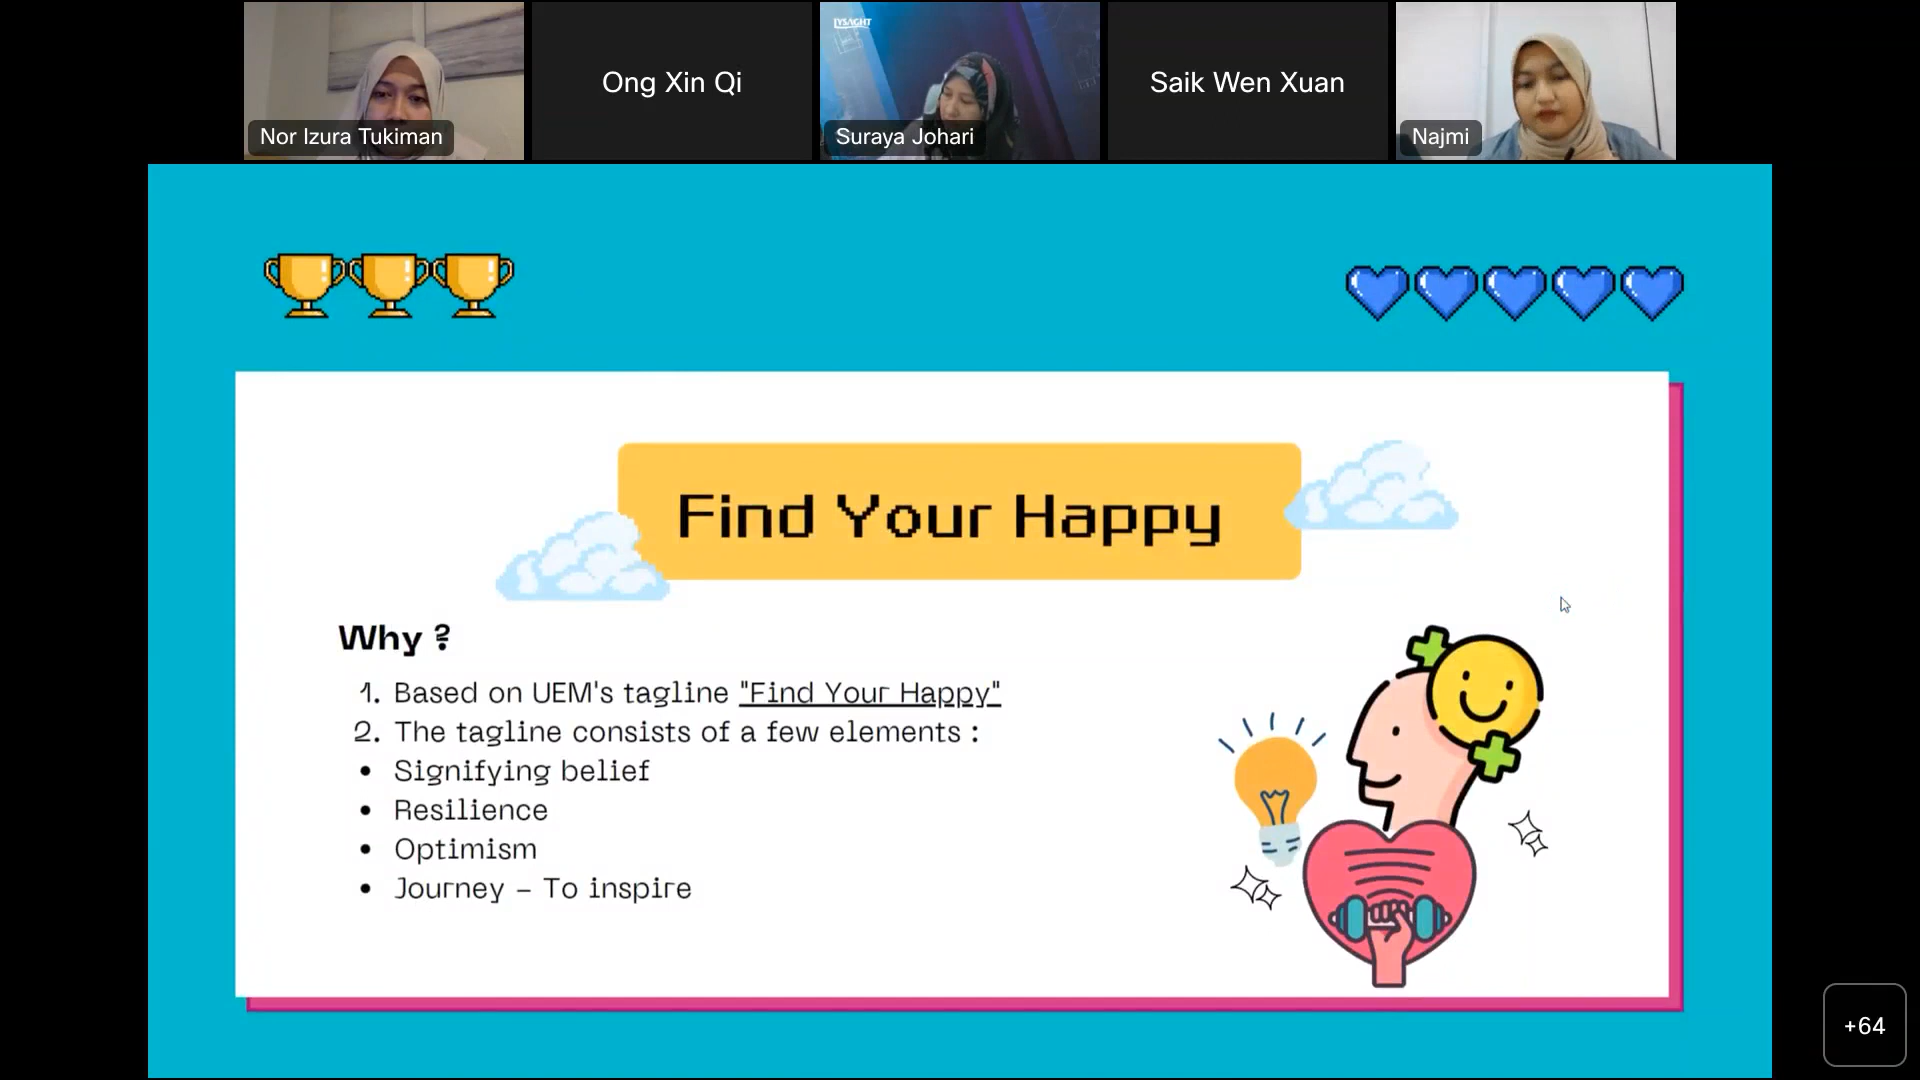 Nor Izura Tukiman
Ong Xin Qi
LYSAGHT
Suraya Johari
Saik Wen Xuan
Najmi
Find Your Happy
Why ?
1. Based on UEM's tagline "Find Your Happy"
2. The tagline consists of a few elements :
• Signifying belief
• Resilience
• Optimism
• Journey – To inspire
+64